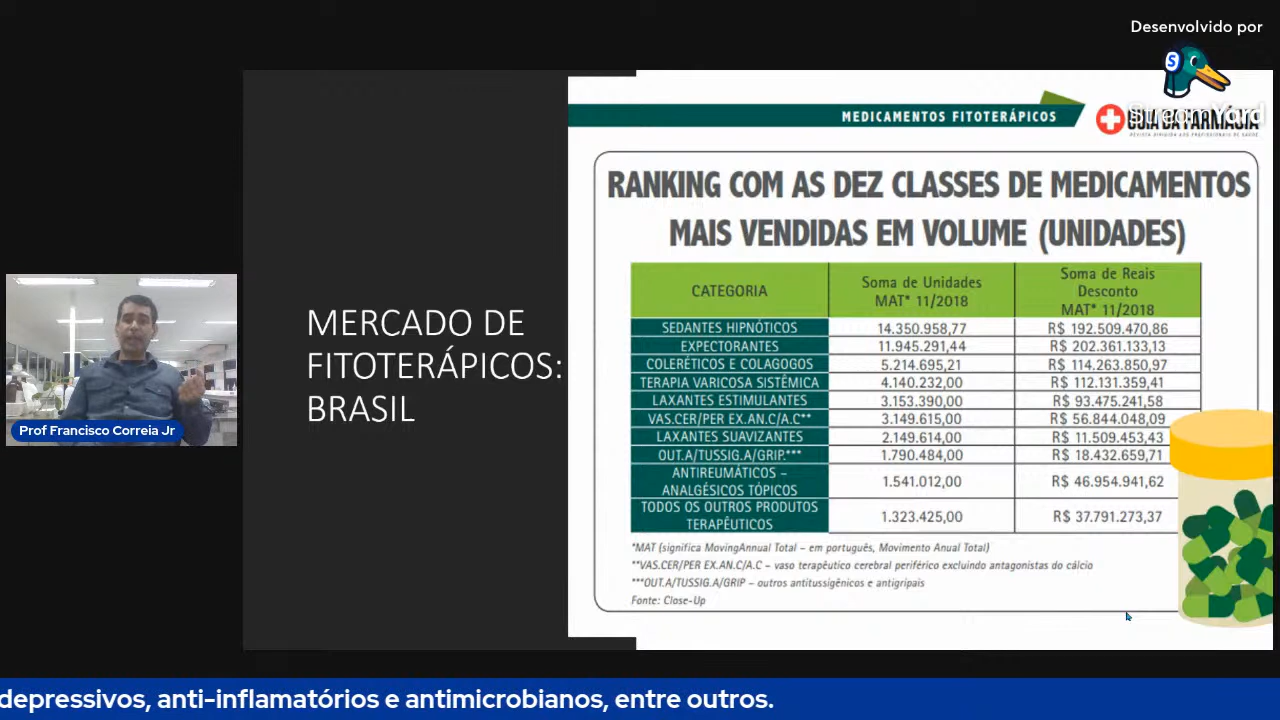 Desenvolvido por
StreamYard
MEDICAMENTOS FITOTERÁPICOS
GUIA DA FARMÁCIA
RANKING COM AS DEZ CLASSES DE MEDICAMENTOS
MAIS VENDIDAS EM VOLUME (UNIDADES)
CATEGORIA
Soma de Unidades
MAT* 11/2018
Soma de Reais
Desconto
MAT* 11/2018
SEDANTES HIPNÓTICOS 14.350.958,77 R$ 192.509.470,86
EXPECTORANTES 11.945.291,44 R$ 202.361.133,13
COLERÉTICOS E COLAGOGOS 5.214.695,21 R$ 114.263.850,97
TERAPIA VARICOSA SISTÊMICA 4.140.232,00 R$ 112.131.359,41
LAXANTES ESTIMULANTES 3.153.390,00 R$ 93.475.241,58
VAS.CER/PER EX.AN.C/A.C** 3.149.615,00 R$ 56.844.048,09
LAXANTES SUAVIZANTES 2.149.614,00 R$ 11.509.453,43
OUT.A/TUSSIG.A/GRIP.*** 1.790.484,00 R$ 18.432.659,71
ANTIREUMÁTICOS –
ANALGÉSICOS TÓPICOS 1.541.012,00 R$ 46.954.941,62
TODOS OS OUTROS PRODUTOS
TERAPÊUTICOS 1.323.425,00 R$ 37.791.273,37
*MAT (significa MovingAnnual Total – em português, Movimento Anual Total)
**VAS.CER/PER EX.AN.C/A.C – vaso terapêutico cerebral periférico excluindo antagonistas do cálcio
***OUT.A/TUSSIG.A/GRIP – outros antitussigênicos e antigripais
Fonte: Close-Up
MERCADO DE
FITOTERÁPICOS:
BRASIL
Prof Francisco Correia Jr
depressivos, anti-inflamatórios e antimicrobianos, entre outros.